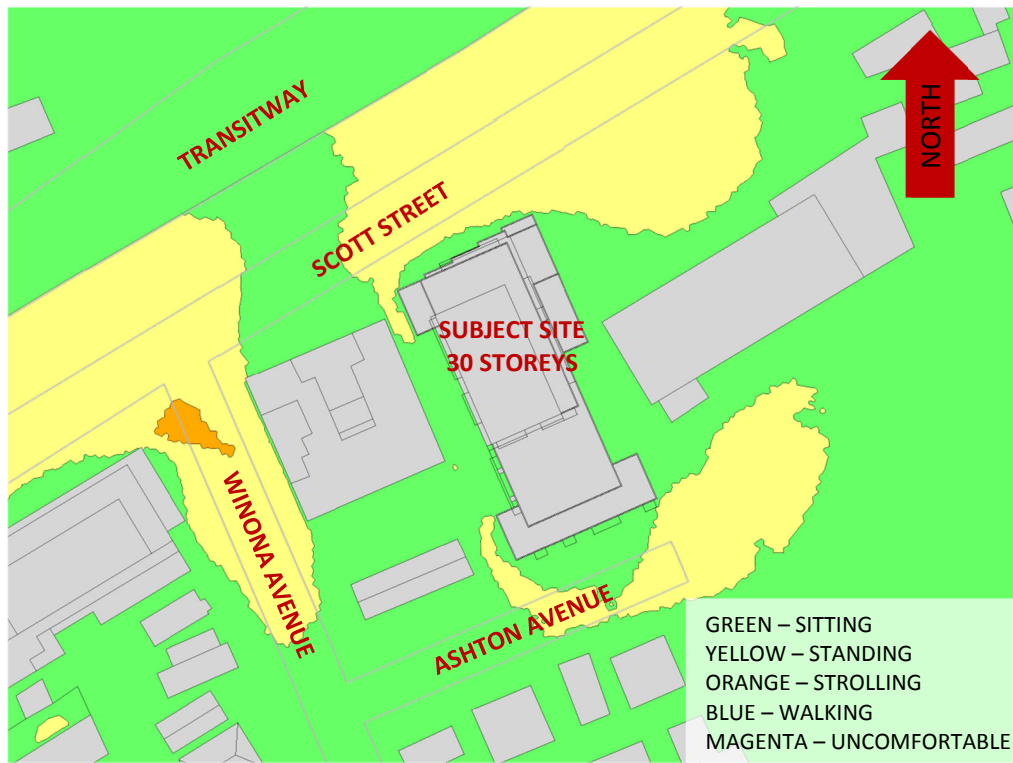 TRANSITWAY
NORTH
SCOTT STREET
SUBJECT SITE
30 STOREYS
WINONA AVENUE
ASHTON AVENUE
GREEN – SITTING
YELLOW – STANDING
ORANGE – STROLLING
BLUE – WALKING
MAGENTA – UNCOMFORTABLE